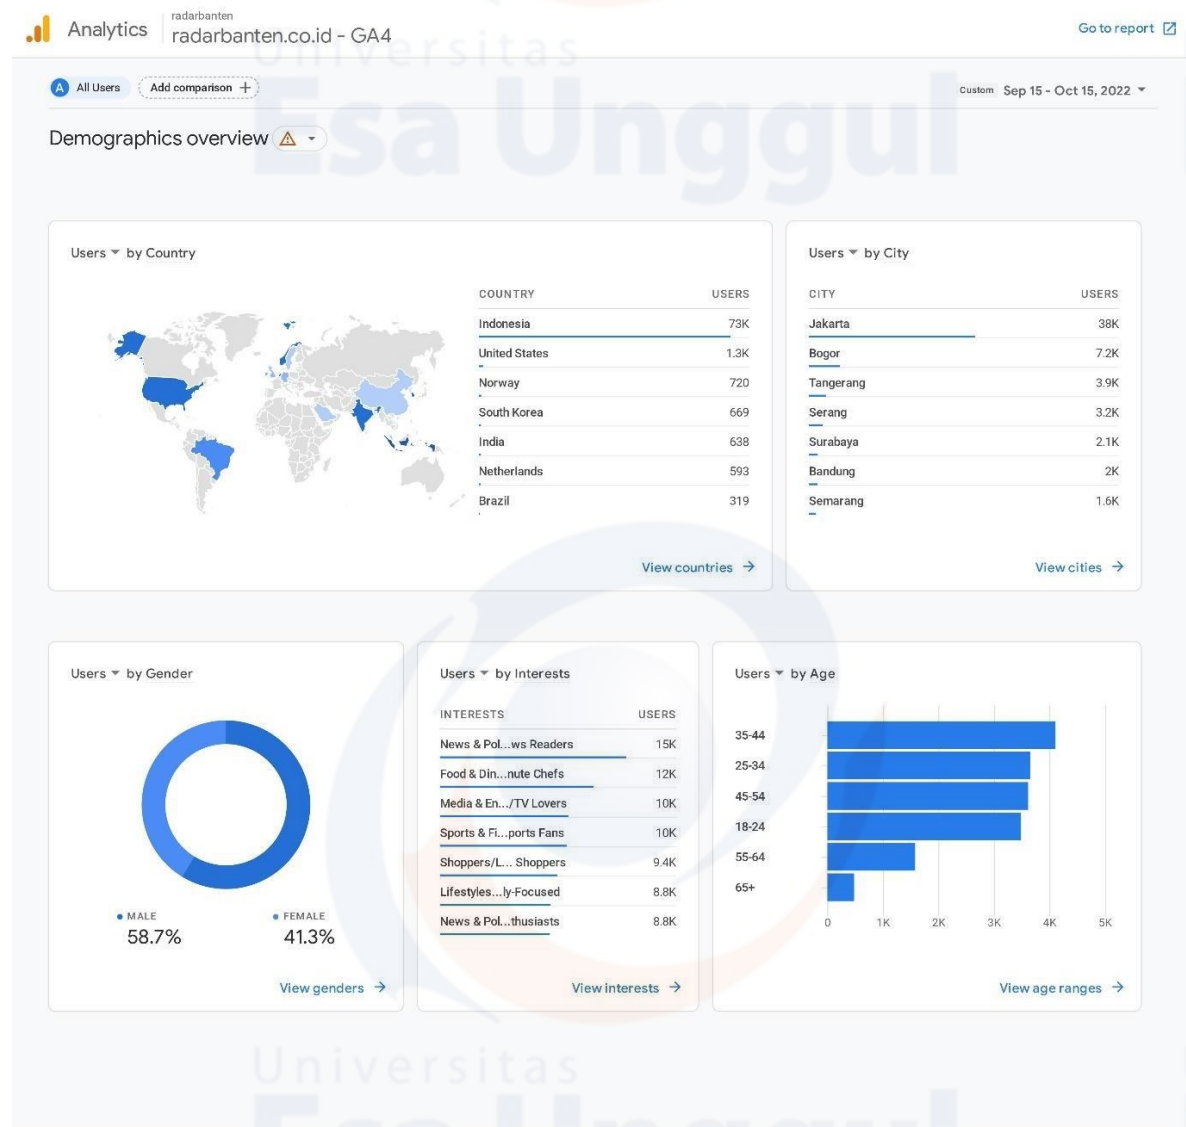 Analytics
radarbanten
radarbanten.co.id - GA4
Go to report
A All Users
Add comparison +
Custom Sep 15 - Oct 15, 2022
Demographics overview
Users by Country
COUNTRY USERS
Indonesia 73K
United States 1.3K
Norway 720
South Korea 669
India 638
Netherlands 593
Brazil 319
View countries
Users by City
CITY USERS
Jakarta 38K
Bogor 7.2K
Tangerang 3.9K
Serang 3.2K
Surabaya 2.1K
Bandung 2K
Semarang 1.6K
View cities
Users by Gender
MALE FEMALE
58.7% 41.3%
View genders
Users by Interests
INTERESTS USERS
News & Pol...ws Readers 15K
Food & Din...nute Chefs 12K
Media & En.../TV Lovers 10K
Sports & Fi...ports Fans 10K
Shoppers/L... Shoppers 9.4K
Lifestyles...ly-Focused 8.8K
News & Pol...thusiasts 8.8K
View interests
Users by Age
35-44
25-34
45-54
18-24
55-64
65+
0 1K 2K 3K 4K 5K
View age ranges
Universitas
Esa Unggul
Universitas
Esa Unggul